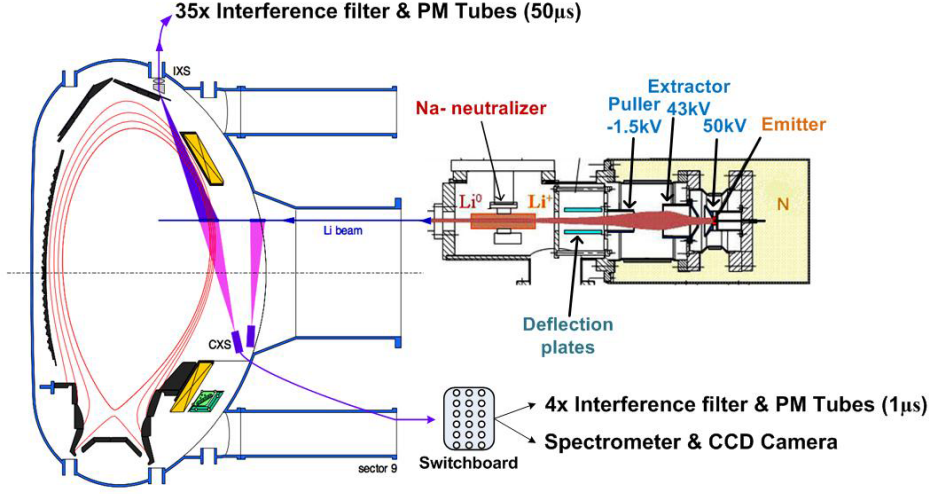 35x Interference filter & PM Tubes (50µs)
IXS
Extractor
Puller 43kV
-1.5kV 50kV Emitter
Na- neutralizer
Li⁰ Li⁺
N
Li beam
Deflection
plates
CXS
4x Interference filter & PM Tubes (1µs)
Spectrometer & CCD Camera
Switchboard
sector 9